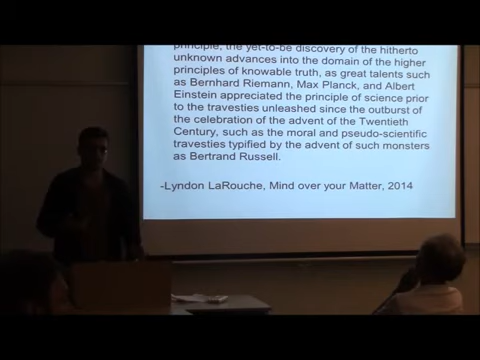 principle, the yet-to-be discovery of the hitherto
unknown advances into the domain of the higher
principles of knowable truth, as great talents such
as Bernhard Riemann, Max Planck, and Albert
Einstein appreciated the principle of science prior
to the travesties unleashed since the outburst of
the celebration of the advent of the Twentieth
Century, such as the moral and pseudo-scientific
travesties typified by the advent of such monsters
as Bertrand Russell.
-Lyndon LaRouche, Mind over your Matter, 2014